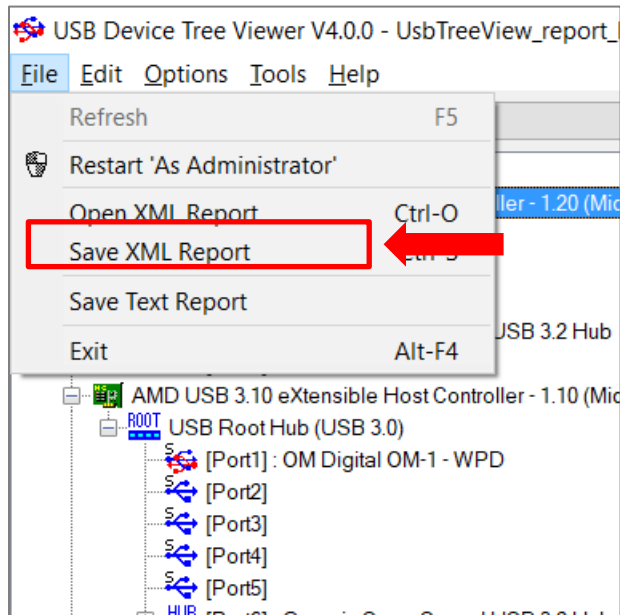 USB Device Tree Viewer V4.0.0 - UsbTreeView_report_
File Edit Options Tools Help
Refresh F5
Restart 'As Administrator'
Open XML Report Ctrl-O
ller - 1.20 (Mic
Save XML Report
Save Text Report
USB 3.2 Hub
Exit Alt-F4
AMD USB 3.10 eXtensible Host Controller - 1.10 (Mic
ROOT USB Root Hub (USB 3.0)
S [Port1] : OM Digital OM-1 - WPD
S [Port2]
S [Port3]
S [Port4]
S [Port5]
HUB